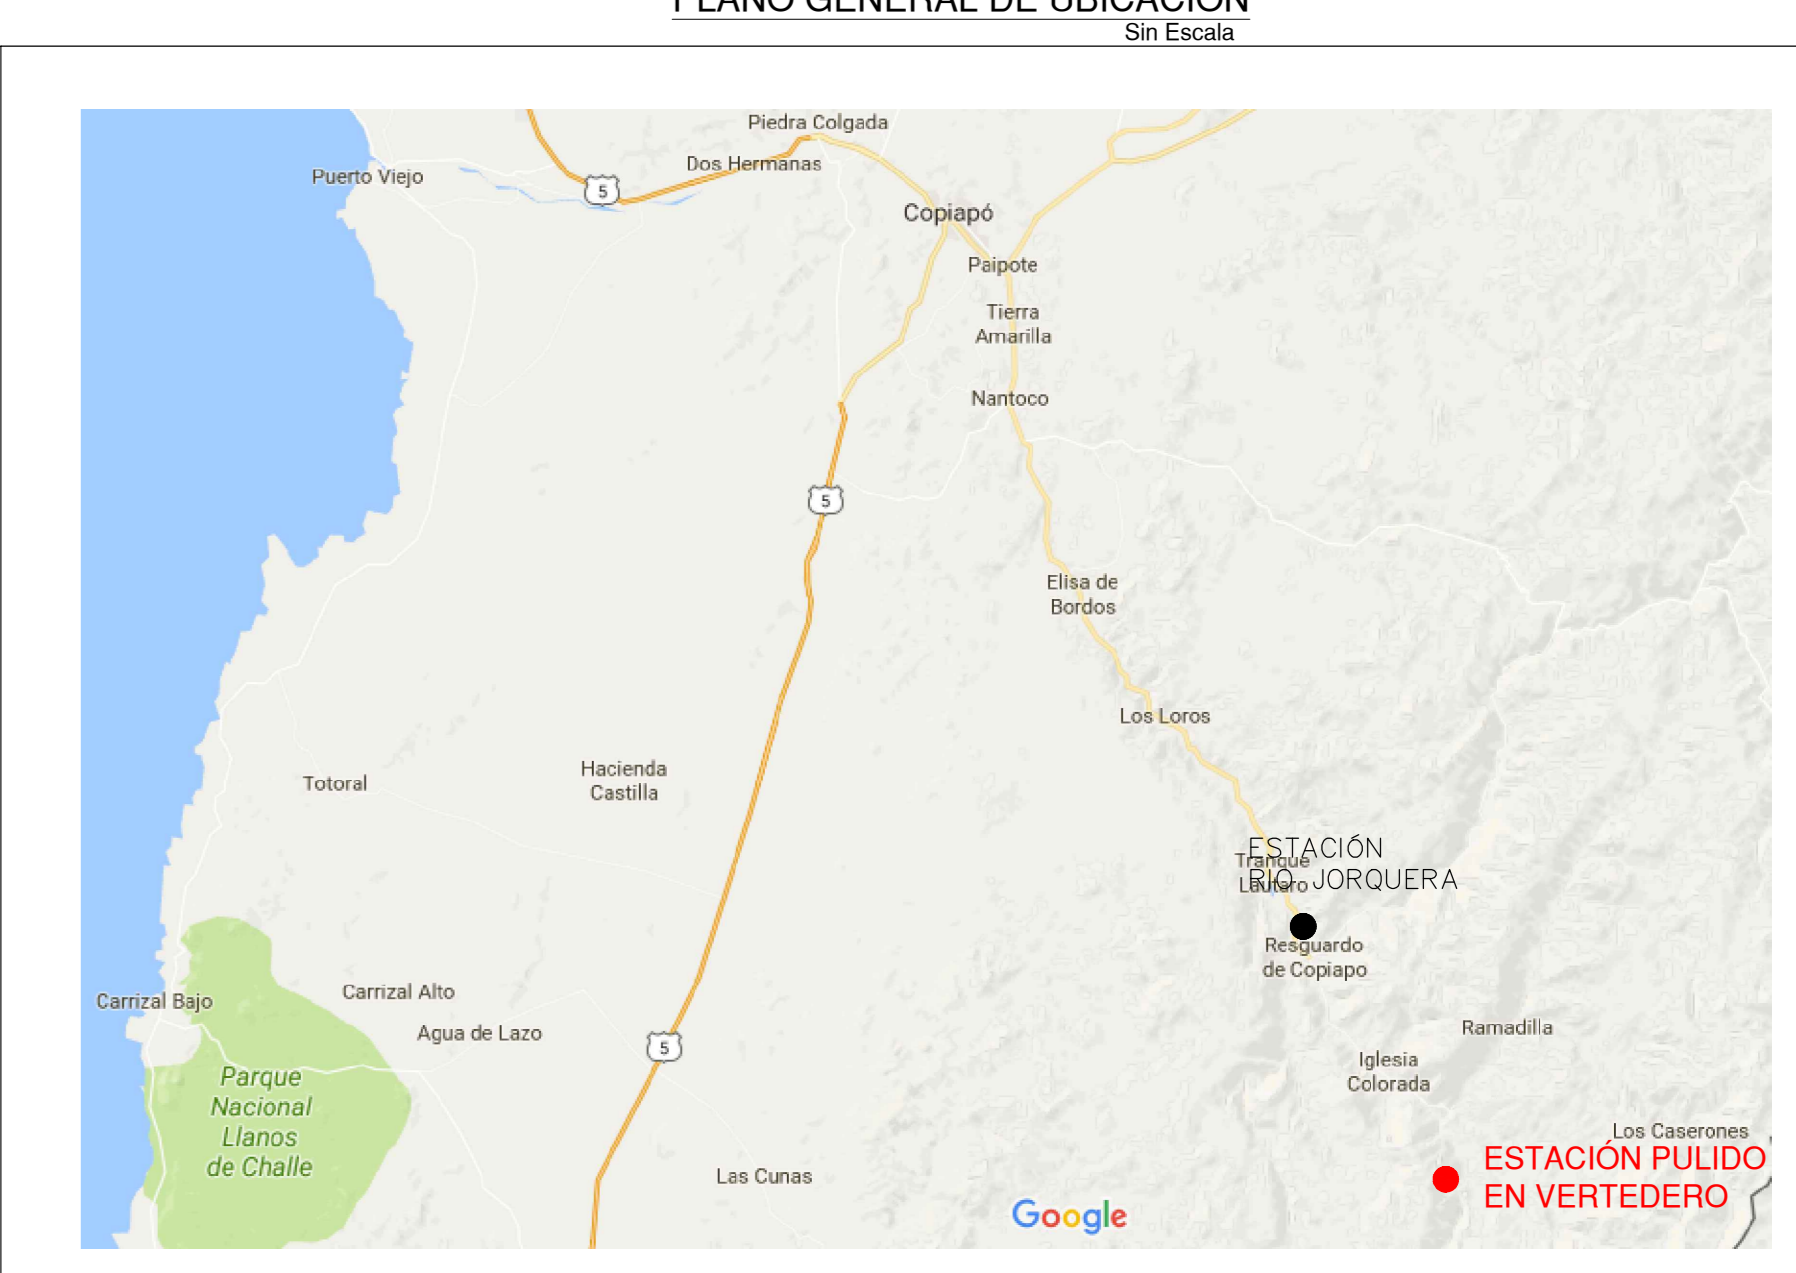 PLANO GENERAL DE UBICACIÓN
Sin Escala
Piedra Colgada
Dos Hermanas
Puerto Viejo
5
Copiapó
Paipote
Tierra
Amarilla
Nantoco
5
Elisa de
Bordos
Los Loros
Hacienda
Castilla
Totoral
ESTACIÓN
RIO JORQUERA
Tranque
Lautaro
Resguardo
de Copiapo
Carrizal Bajo
Carrizal Alto
Agua de Lazo
5
Ramadilla
Iglesia
Colorada
Parque
Nacional
Llanos
de Challe
Los Caserones
ESTACIÓN PULIDO
EN VERTEDERO
Las Cunas
Google